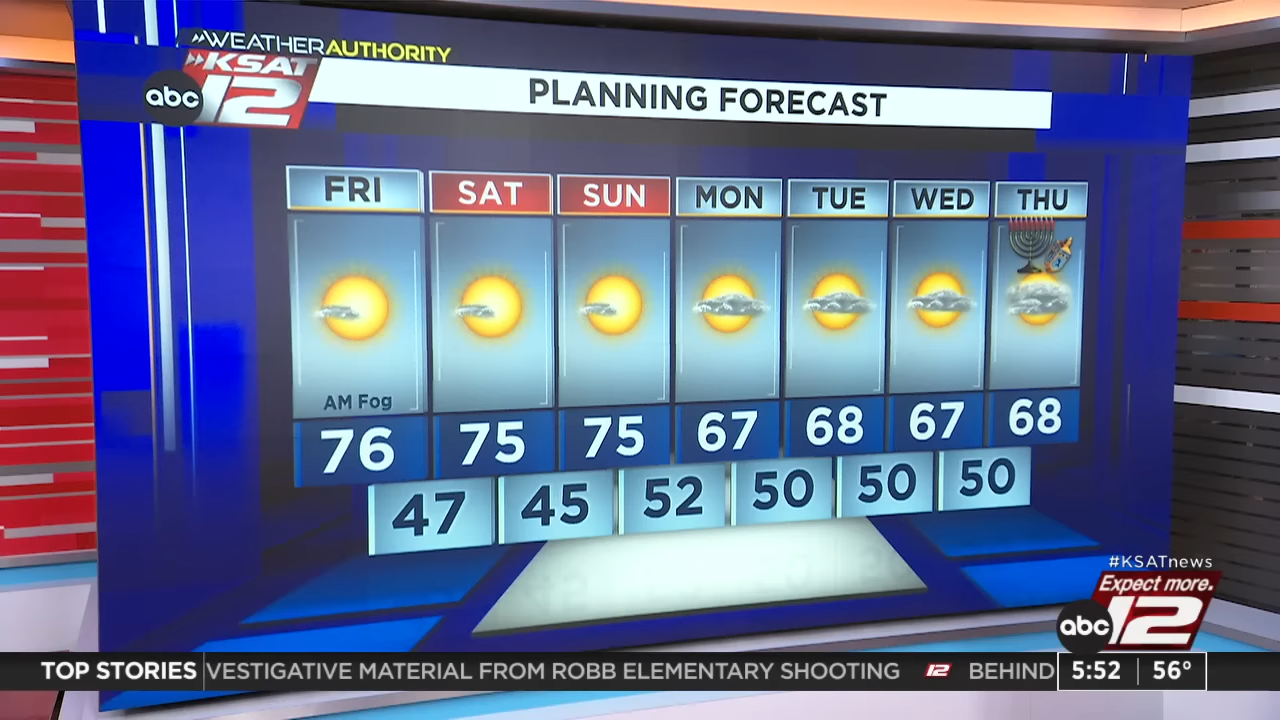 WEATHERAUTHORITY
KSAT
abc 12
PLANNING FORECAST
FRI SAT SUN MON TUE WED THU
AM Fog
76 75 75 67 68 67 68
47 45 52 50 50 50
#KSATnews
Expect more.
abc 12
TOP STORIES VESTIGATIVE MATERIAL FROM ROBB ELEMENTARY SHOOTING 12 BEHIND 5:52 56°